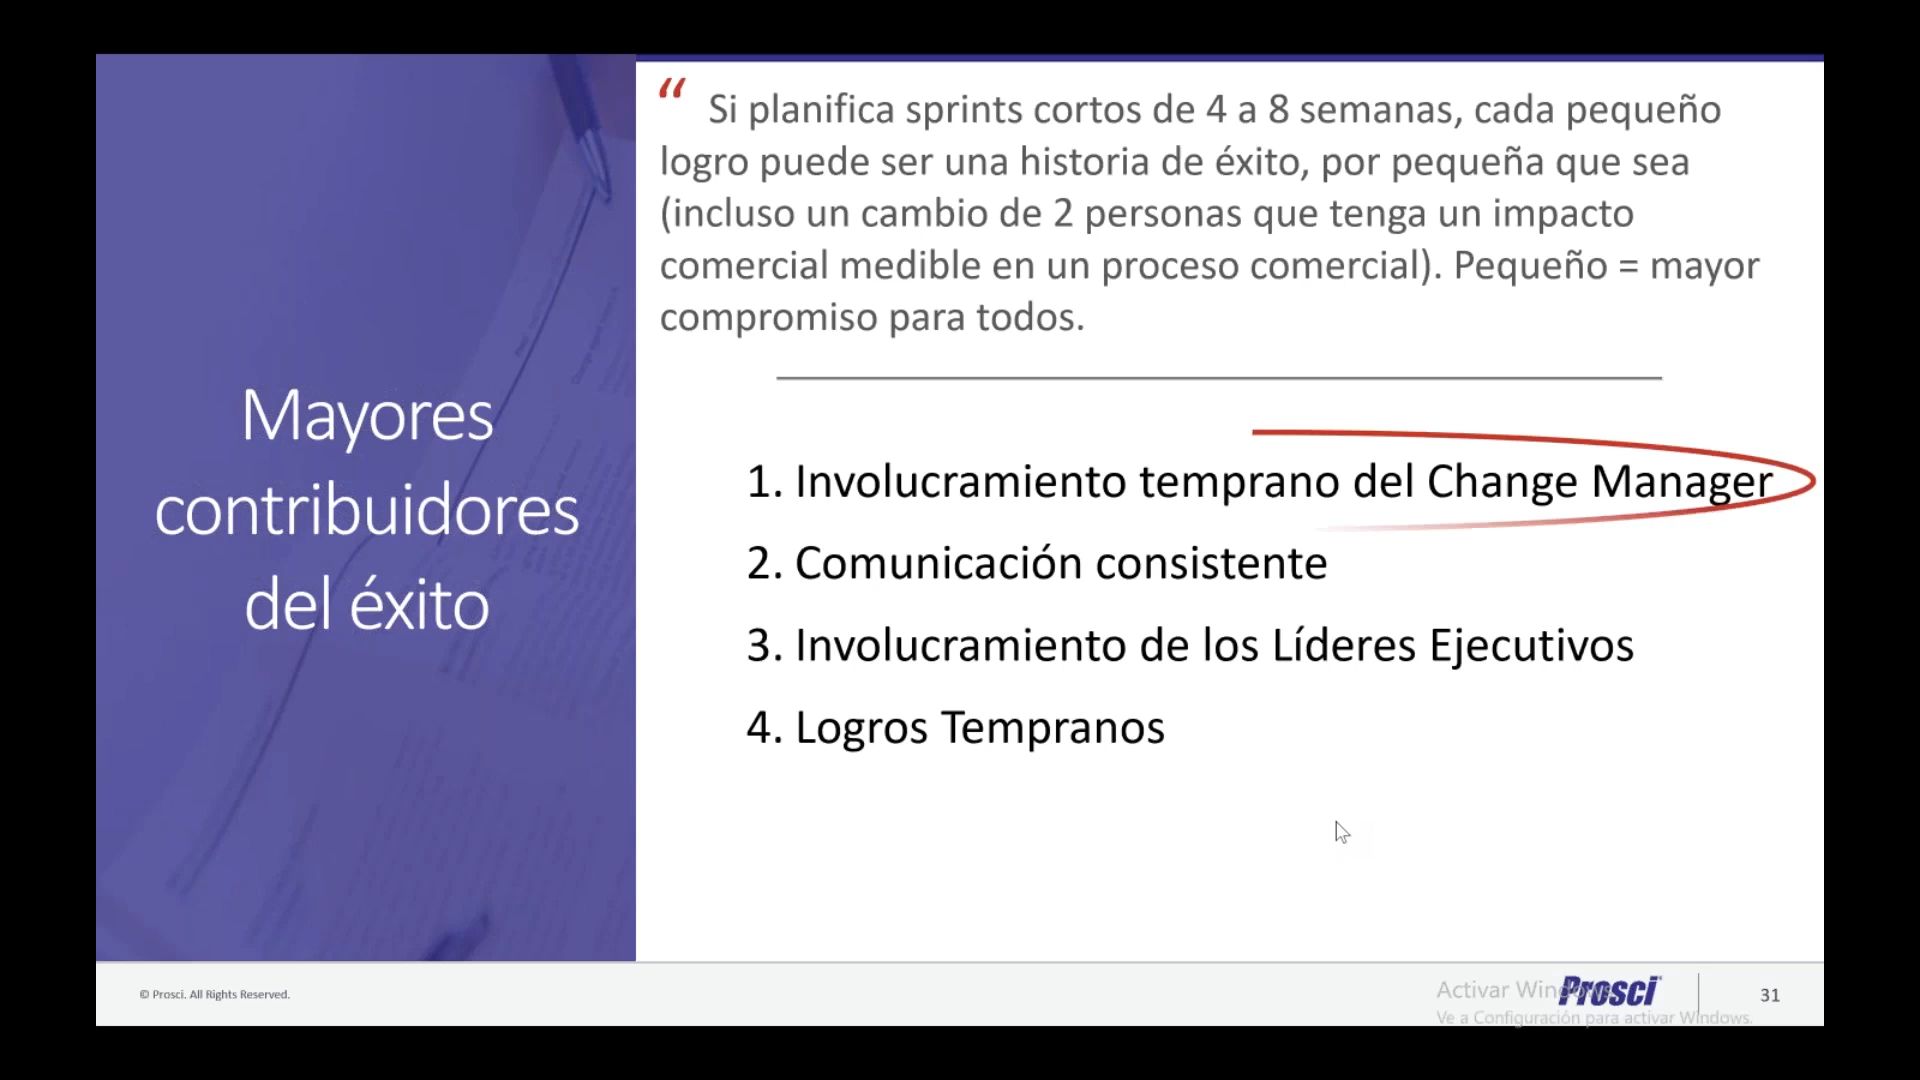 “ Si planifica sprints cortos de 4 a 8 semanas, cada pequeño
logro puede ser una historia de éxito, por pequeña que sea
(incluso un cambio de 2 personas que tenga un impacto
comercial medible en un proceso comercial). Pequeño = mayor
compromiso para todos.
Mayores
contribuidores
del éxito
1. Involucramiento temprano del Change Manager
2. Comunicación consistente
3. Involucramiento de los Líderes Ejecutivos
4. Logros Tempranos
© Prosci. All Rights Reserved.
Activar Windows
Prosci
31
Ve a Configuración para activar Windows.